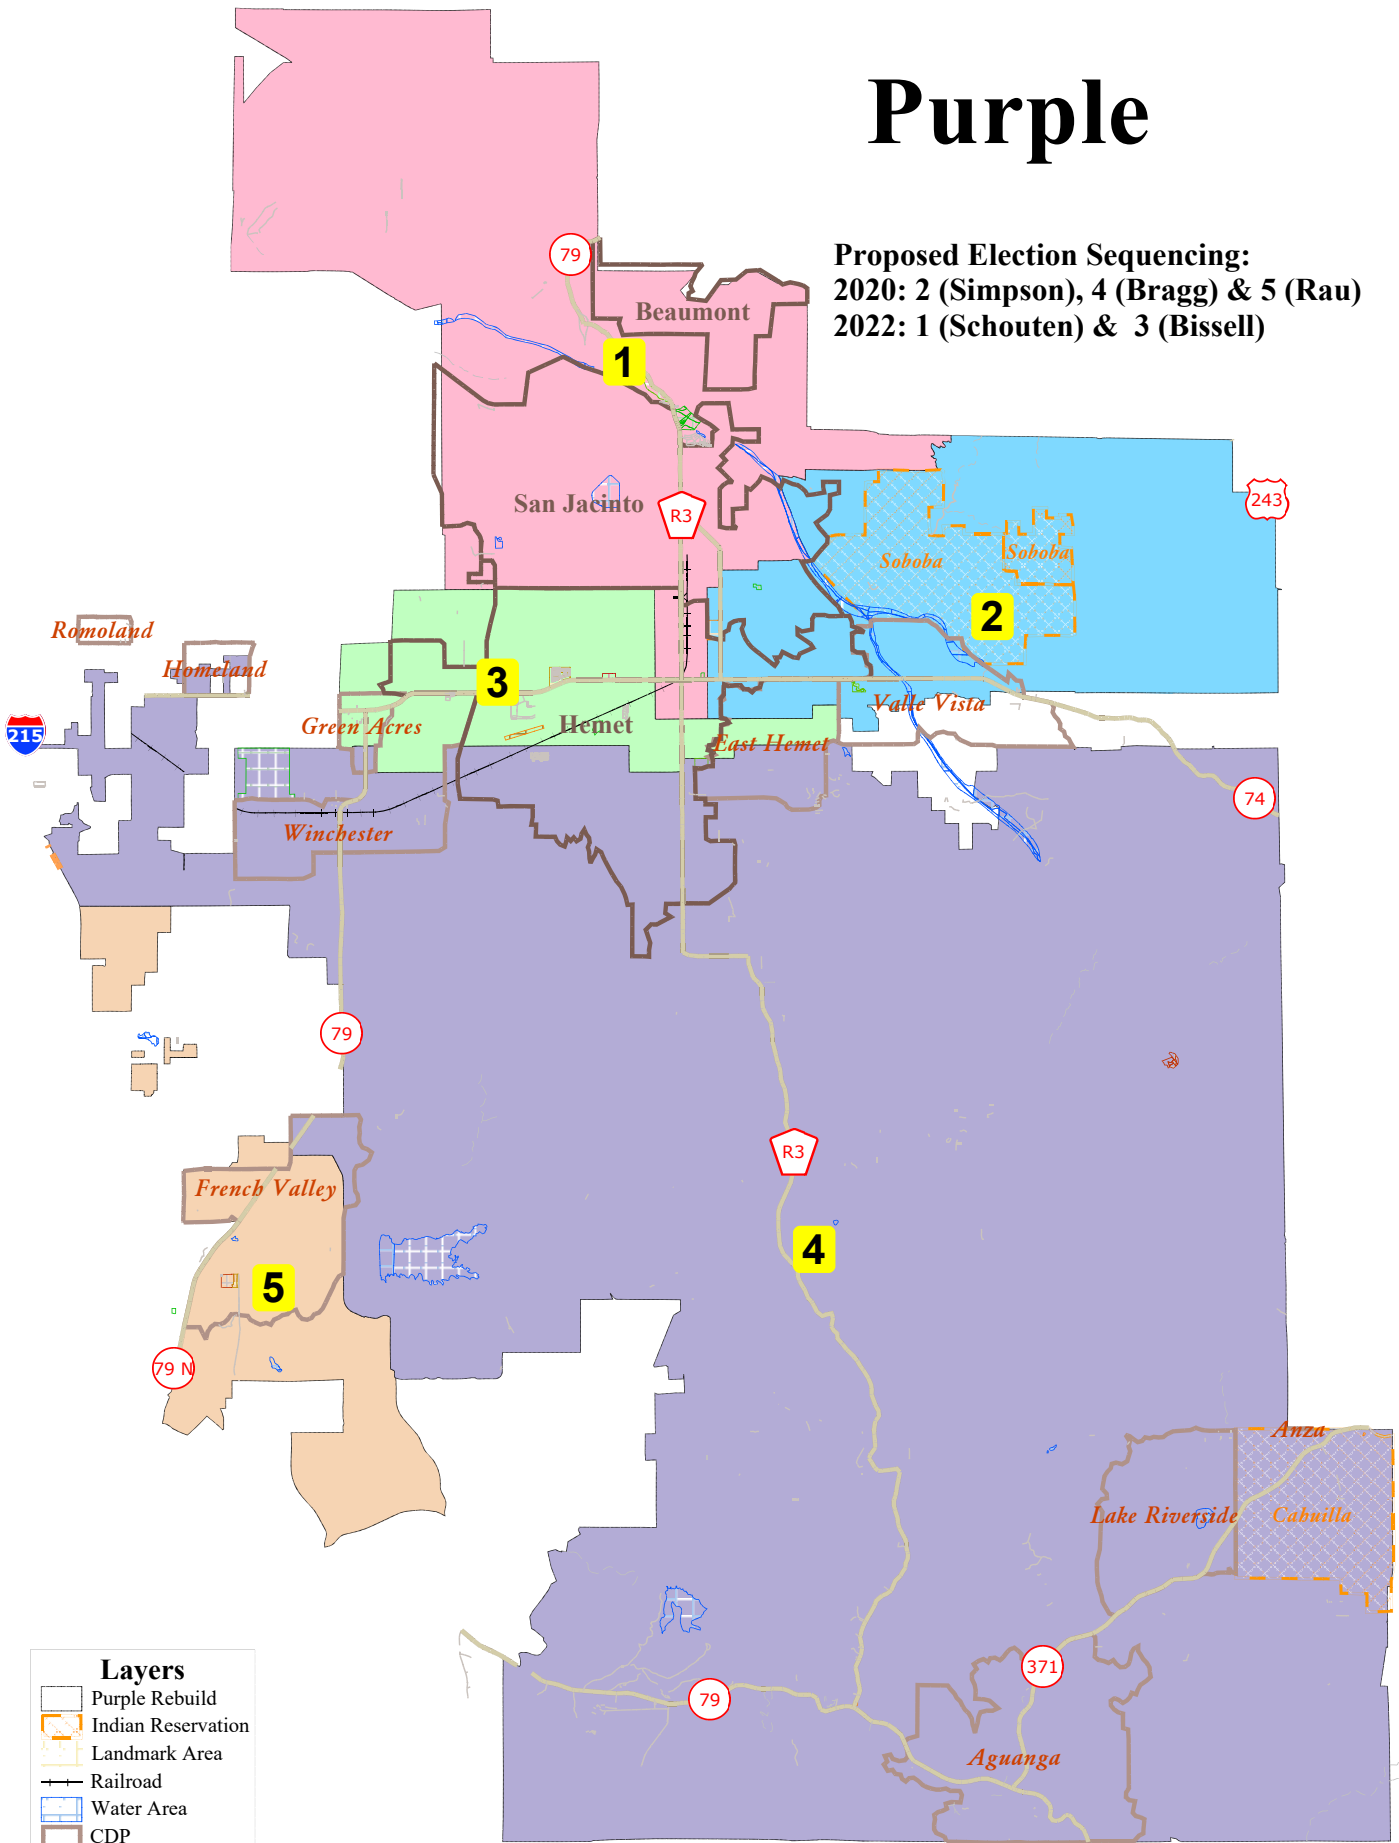 Purple
Proposed Election Sequencing:
2020: 2 (Simpson), 4 (Bragg) & 5 (Rau)
2022: 1 (Schouten) & 3 (Bissell)
79
Beaumont
1
San Jacinto
R3
243
Soboba
Soboba
2
Romoland
Homeland
3
215
Green Acres
Hemet
Valle Vista
East Hemet
74
Winchester
79
R3
French Valley
4
5
79 N
Anza
Lake Riverside
Cahuilla
371
79
Aguanga
Layers
Purple Rebuild
Indian Reservation
Landmark Area
Railroad
Water Area
CDP